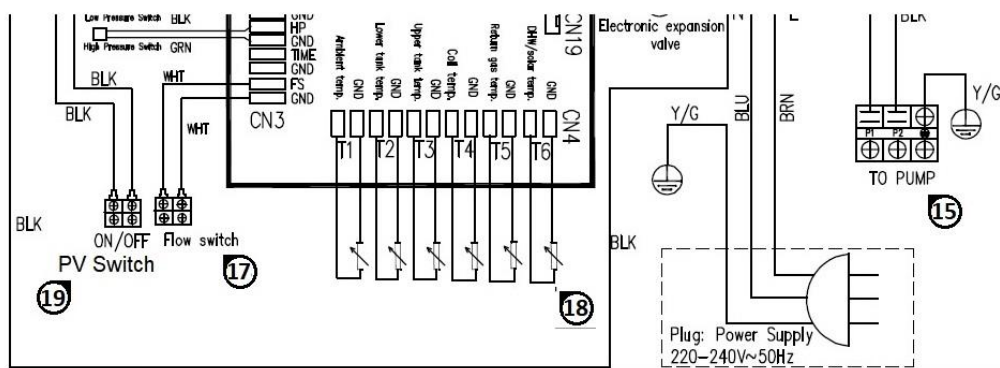 Low Pressure Switch BLK
High Pressure Switch GRN
GND
HP
GND
TIME
GND
FS
GND
CN3
WHT
WHT
BLK
BLK
BLK
ON/OFF
PV Switch
Flow switch
19
17
Ambient temp.
GND
Lower tank temp.
GND
Upper tank temp.
GND
Coil temp.
GND
Return gas temp.
GND
DHW/solar temp.
GND
T1 T2 T3 T4 T5 T6
CN4
CN19
18
Electronic expansion
valve
BLK
Y/G
BLU
BRN
Plug: Power Supply
220-240V~50Hz
BLK
Y/G
P1 P2
TO PUMP
15